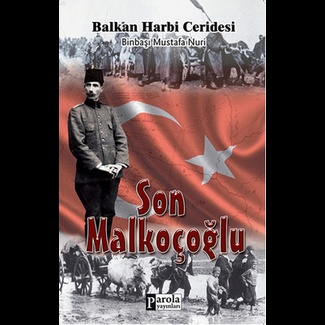 Balkan Harbi Ceridesi
Binbaşı Mustafa Nuri
Son
Malkoçoğlu
Parola
yayınları